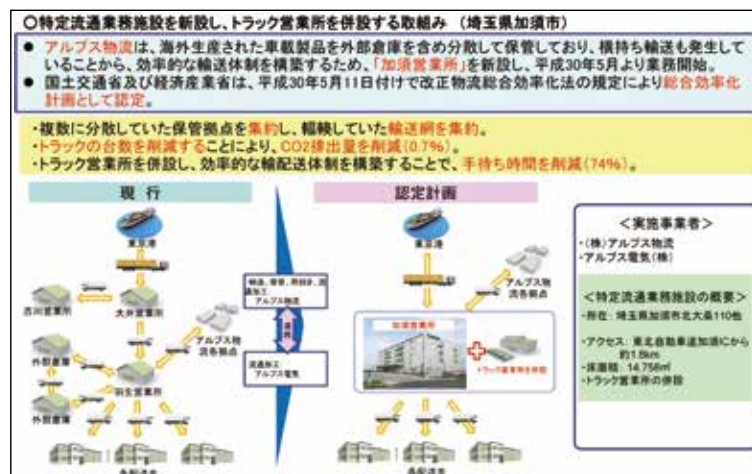 〇特定流通業務施設を新設し、トラック営業所を併設する取組み （埼玉県加須市）
● アルプス物流は、海外生産された車載製品を外部倉庫を含め分散して保管しており、横持ち輸送も発生して
いることから、効率的な輸送体制を構築するため、「加須営業所」を新設し、平成30年5月より業務開始。
● 国土交通省及び経済産業省は、平成30年5月11日付けで改正物流総合効率化法の規定により総合効率化
計画として認定。
・複数に分散していた保管拠点を集約し、輻輳していた輸送網を集約。
・トラックの台数を削減することにより、CO2排出量を削減(0.7%)。
・トラック営業所を併設し、効率的な輸配送体制を構築することで、手待ち時間を削減(74%)。
現 行
東京港
吉川営業所
大井営業所
アルプス物
流各拠点
外部倉庫
羽生営業所
外部倉庫
各配送先
アルプス物流
連携
流通加工：
アルプス電気
認定計画
東京港
アルプス物
流各拠点
加須営業所
トラック営業所を併設
各配送先
＜実施事業者＞
・(株)アルプス物流
・アルプス電気(株)
＜特定流通業務施設の概要＞
・所在：埼玉県加須市北大桑110他
・アクセス：東北自動車道加須ICから
約1.8km
・床面積：14,758㎡
・トラック営業所の併設